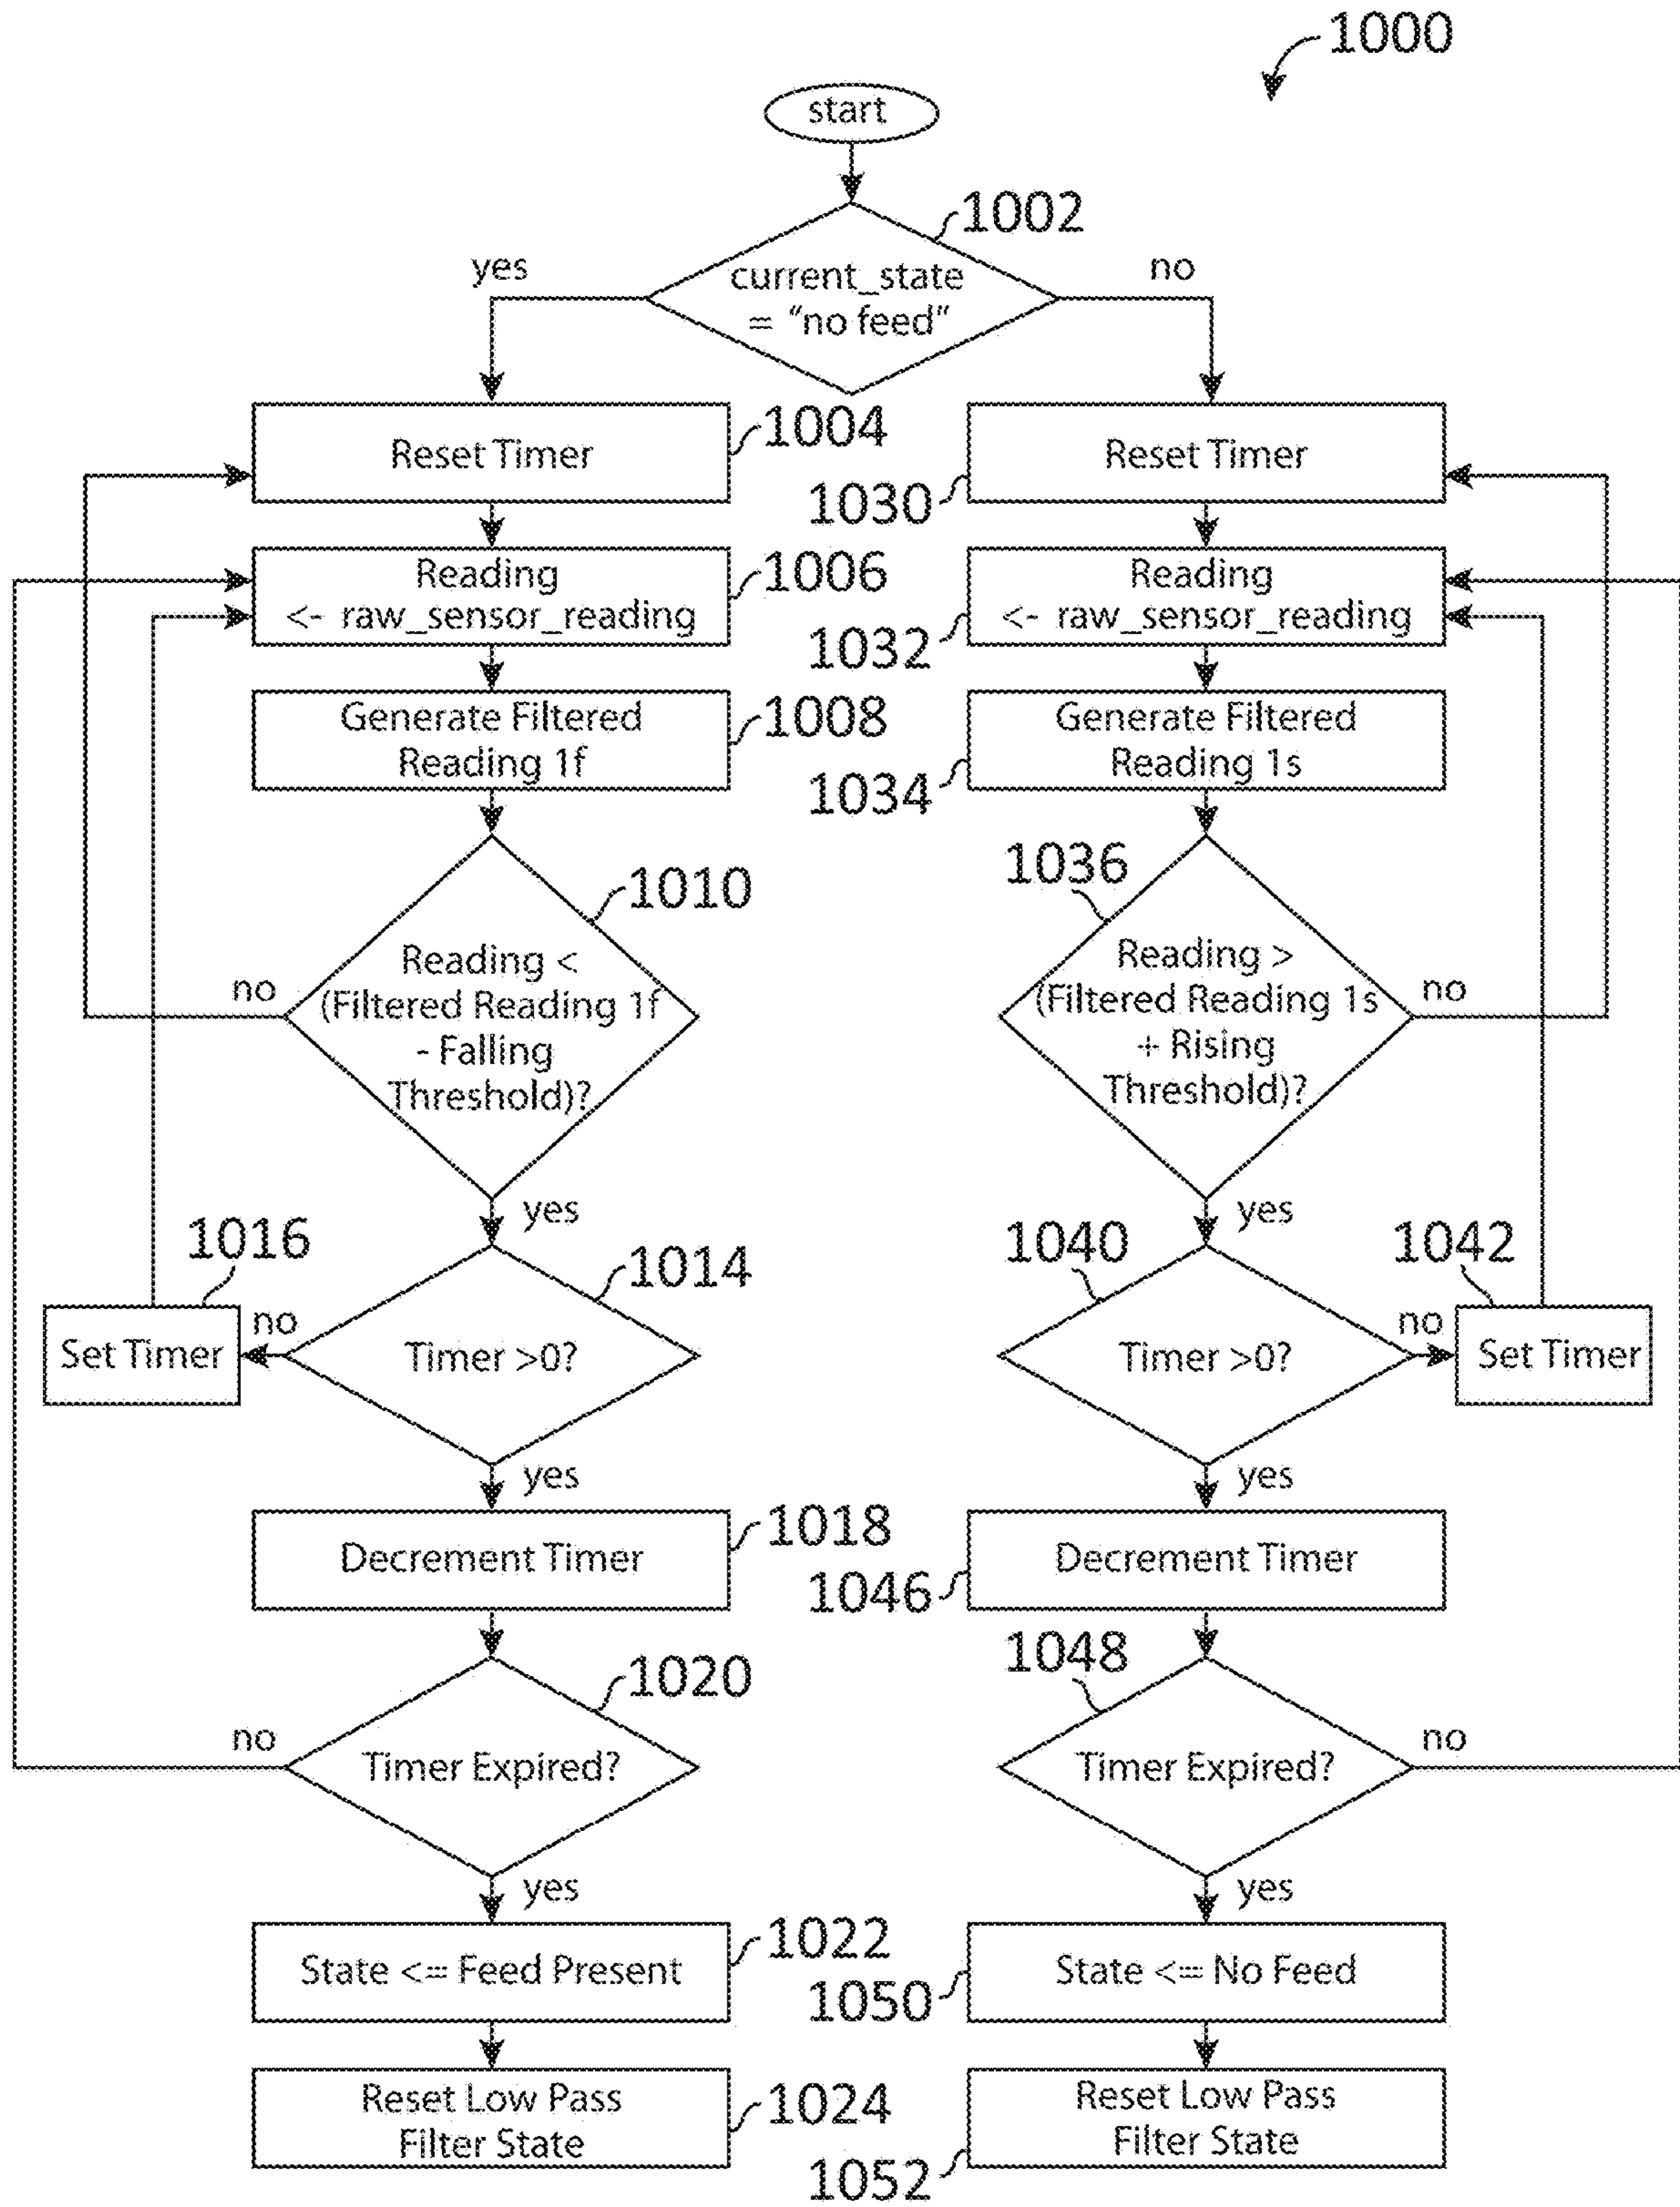 1000
start
1002
yes
current_state
= "no feed"
no
Reset Timer
1004
Reset Timer
1030
Reading
<- raw_sensor_reading
1006
Reading
<- raw_sensor_reading
1032
Generate Filtered
Reading 1f
1008
Generate Filtered
Reading 1s
1034
1010
Reading <
(Filtered Reading 1f
- Falling
Threshold)?
no
yes
1036
Reading >
(Filtered Reading 1s
+ Rising
Threshold)?
no
yes
1016
Set Timer
no
1014
Timer >0?
yes
1040
Timer >0?
no
1042
Set Timer
yes
Decrement Timer
1018
Decrement Timer
1046
1020
no
Timer Expired?
yes
1048
Timer Expired?
no
yes
State <= Feed Present
1022
State <= No Feed
1050
Reset Low Pass
Filter State
1024
Reset Low Pass
Filter State
1052